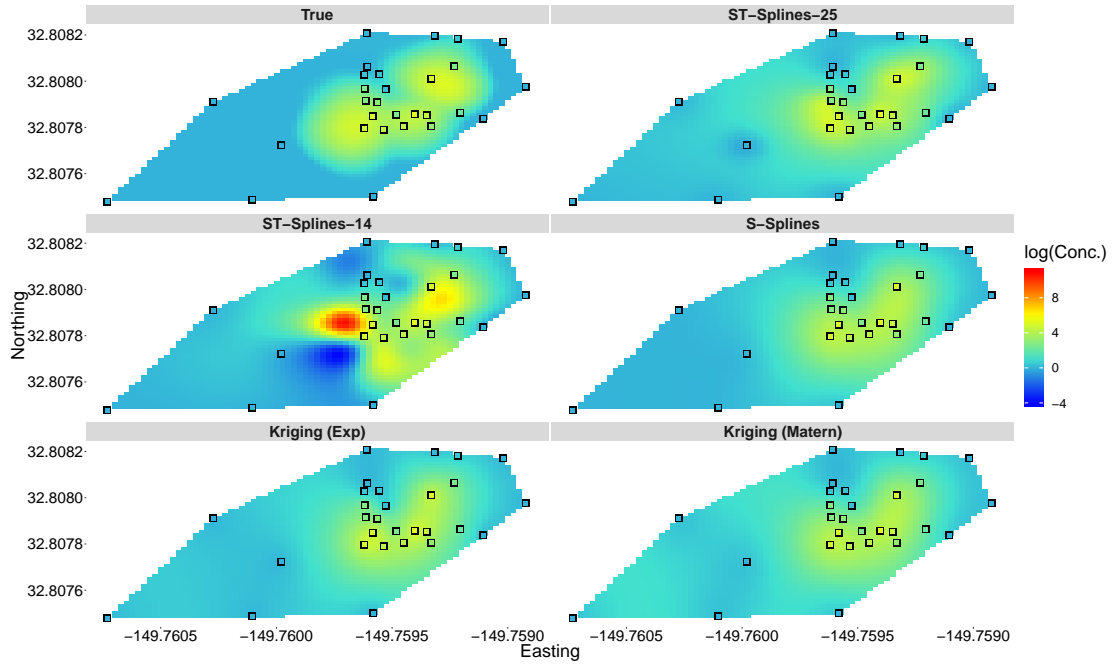 True
ST−Splines−25
32.8082
32.8080
32.8078
32.8076
ST−Splines−14
S−Splines
32.8082
32.8080
32.8078
32.8076
Northing
log(Conc.)
8
4
0
−4
Kriging (Exp)
Kriging (Matern)
32.8082
32.8080
32.8078
32.8076
−149.7605
−149.7600
−149.7595
−149.7590
−149.7605
−149.7600
−149.7595
−149.7590
Easting